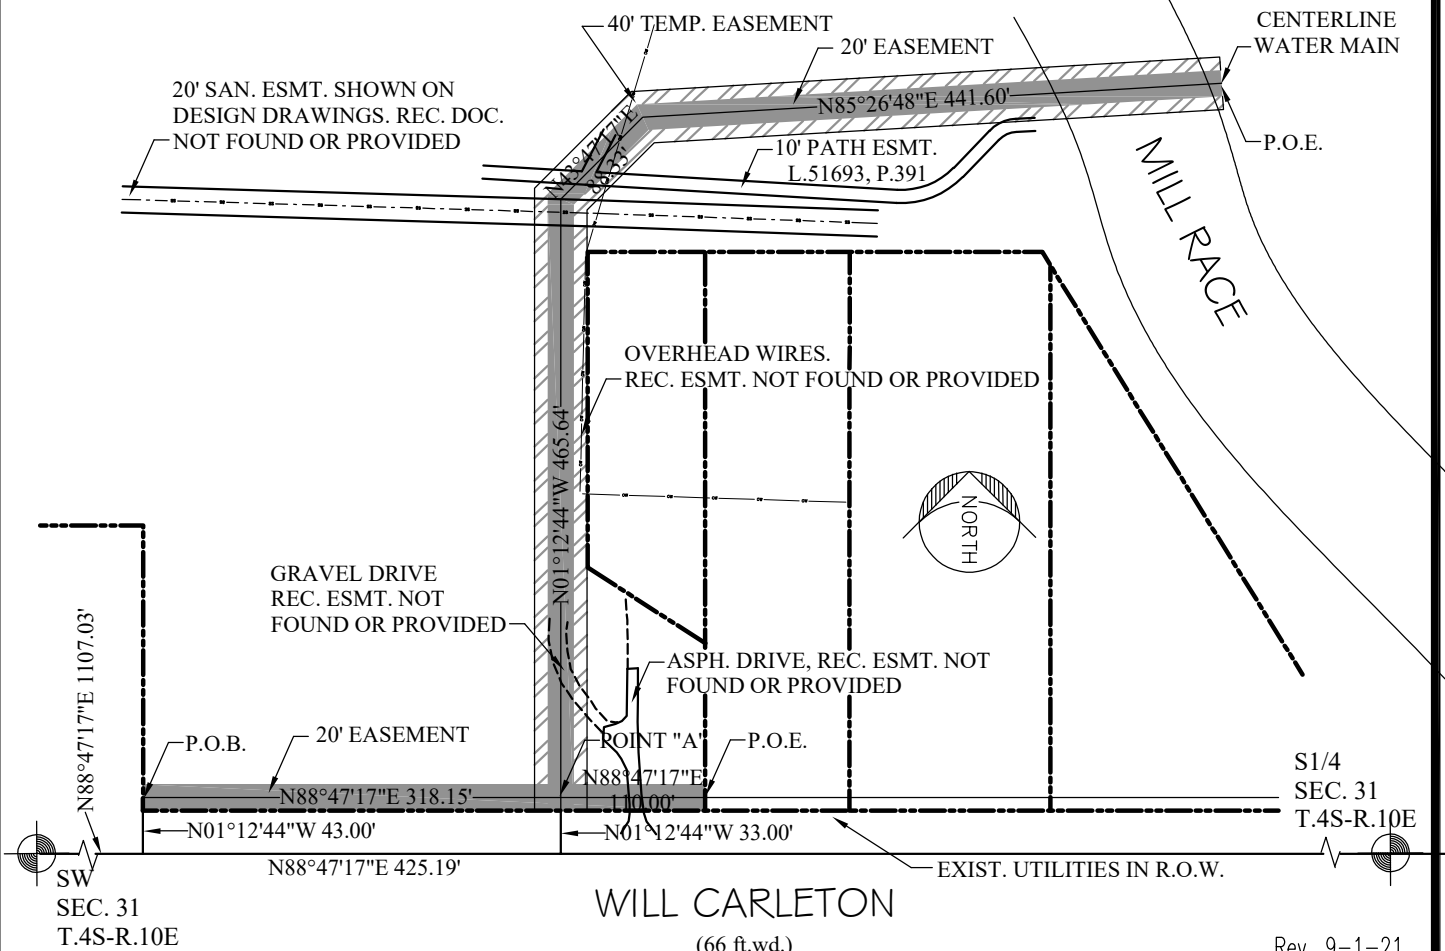 40' TEMP. EASEMENT
20' EASEMENT
CENTERLINE
WATER MAIN
20' SAN. ESMT. SHOWN ON
DESIGN DRAWINGS. REC. DOC.
NOT FOUND OR PROVIDED
N85°26'48"E 441.60'
P.O.E.
10' PATH ESMT.
L.51693, P.391
N43°47'17"E
88.33'
MILL RACE
OVERHEAD WIRES.
REC. ESMT. NOT FOUND OR PROVIDED
N01°12'44"W 465.64'
NORTH
GRAVEL DRIVE
REC. ESMT. NOT
FOUND OR PROVIDED
ASPH. DRIVE, REC. ESMT. NOT
FOUND OR PROVIDED
N88°47'17"E 1107.03'
P.O.B.
20' EASEMENT
POINT "A"
P.O.E.
N88°47'17"E
110.00'
N88°47'17"E 318.15'
S1/4
SEC. 31
T.4S-R.10E
N01°12'44"W 43.00'
N01°12'44"W 33.00'
N88°47'17"E 425.19'
EXIST. UTILITIES IN R.O.W.
SW
SEC. 31
T.4S-R.10E
WILL CARLETON
(66 ft.wd.)
Rev. 9-1-21